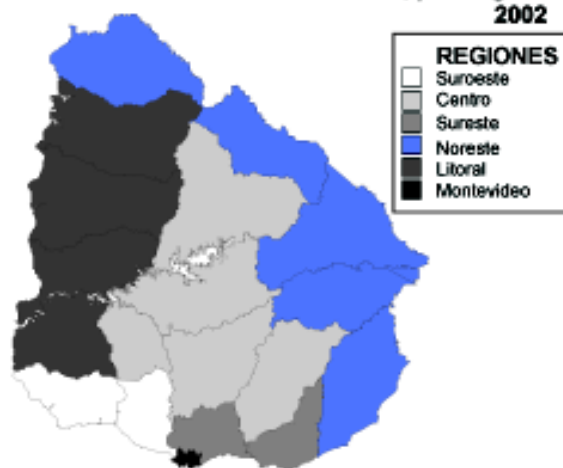 2002
REGIONES
Suroeste
Centro
Sureste
Noreste
Litoral
Montevideo